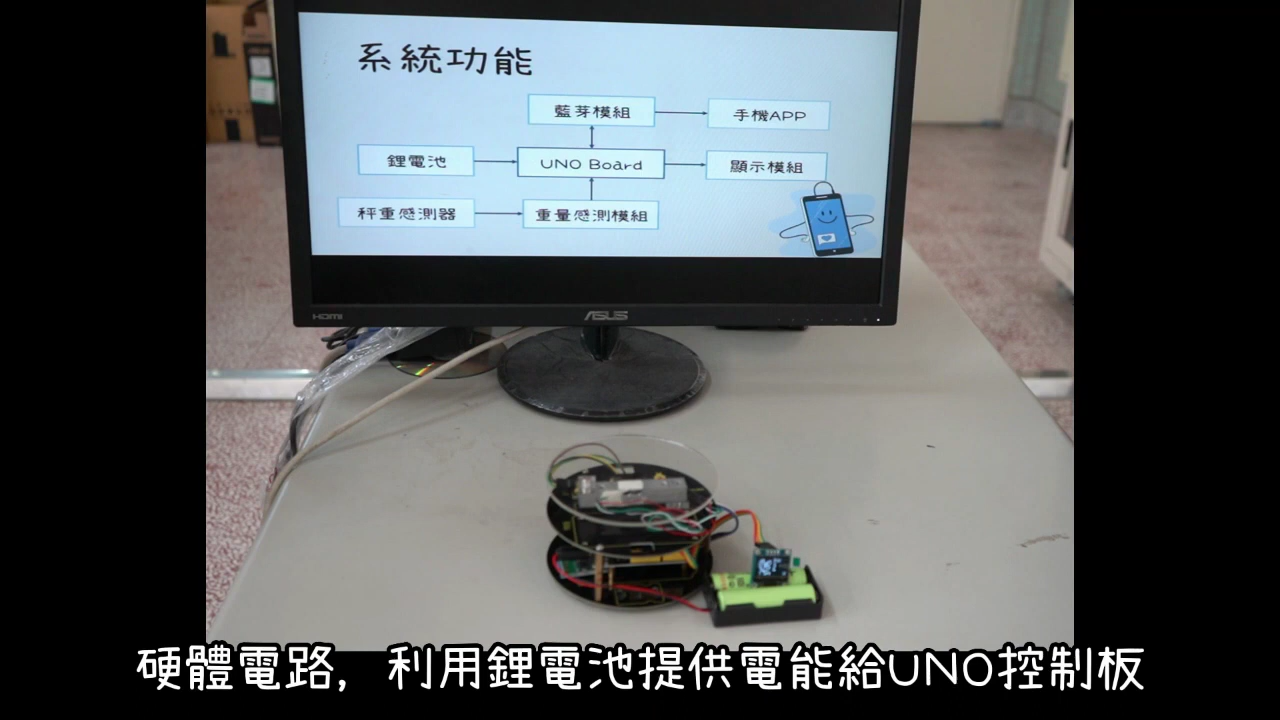 系統功能
藍芽模組
手機APP
鋰電池
UNO Board
顯示模組
秤重感測器
重量感測模組
HDMI
ASUS
硬體電路，利用鋰電池提供電能給UNO控制板